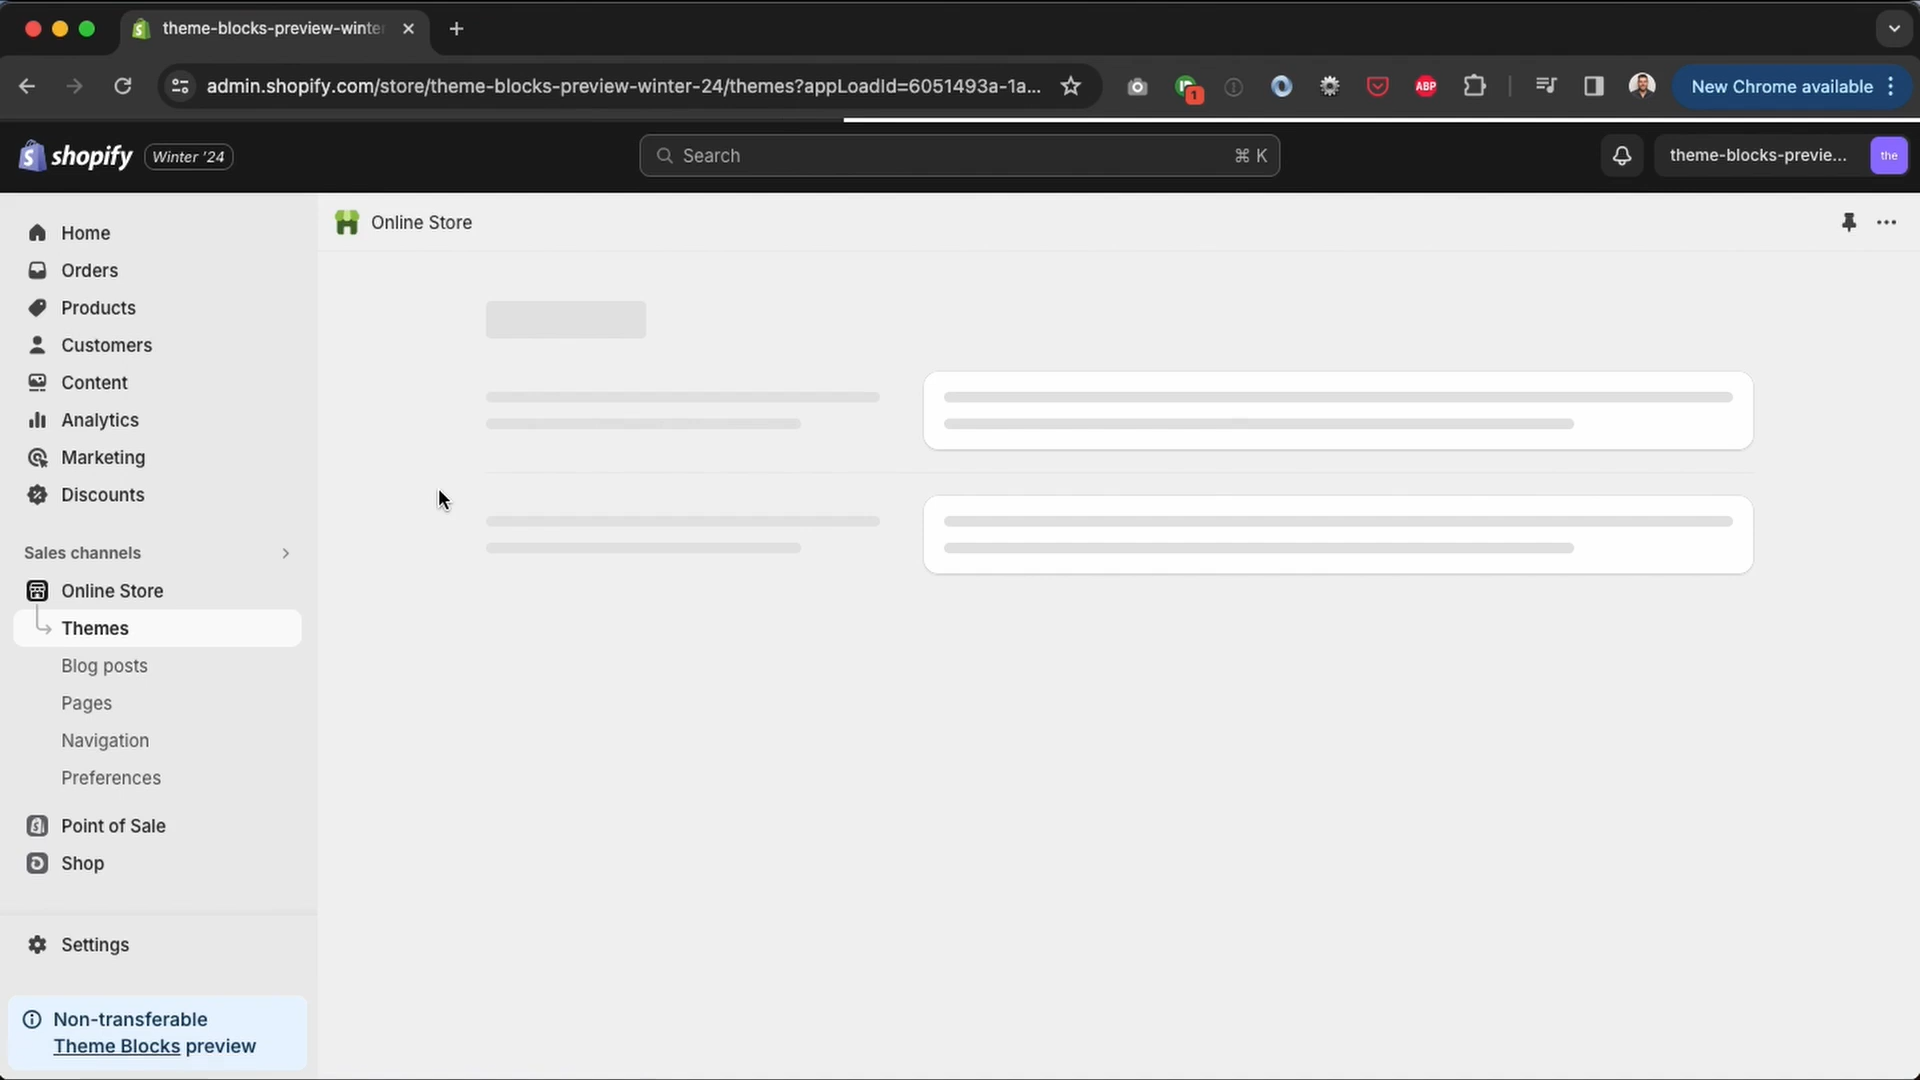 theme-blocks-preview-winte
admin.shopify.com/store/theme-blocks-preview-winter-24/themes?appLoadId=6051493a-1a...
1
ABP
New Chrome available
shopify
Winter '24
Search
⌘ K
theme-blocks-previe...
the
Home
Orders
Products
Customers
Content
Analytics
Marketing
Discounts
Sales channels
Online Store
Themes
Blog posts
Pages
Navigation
Preferences
Point of Sale
Shop
Settings
Non-transferable
Theme Blocks preview
Online Store